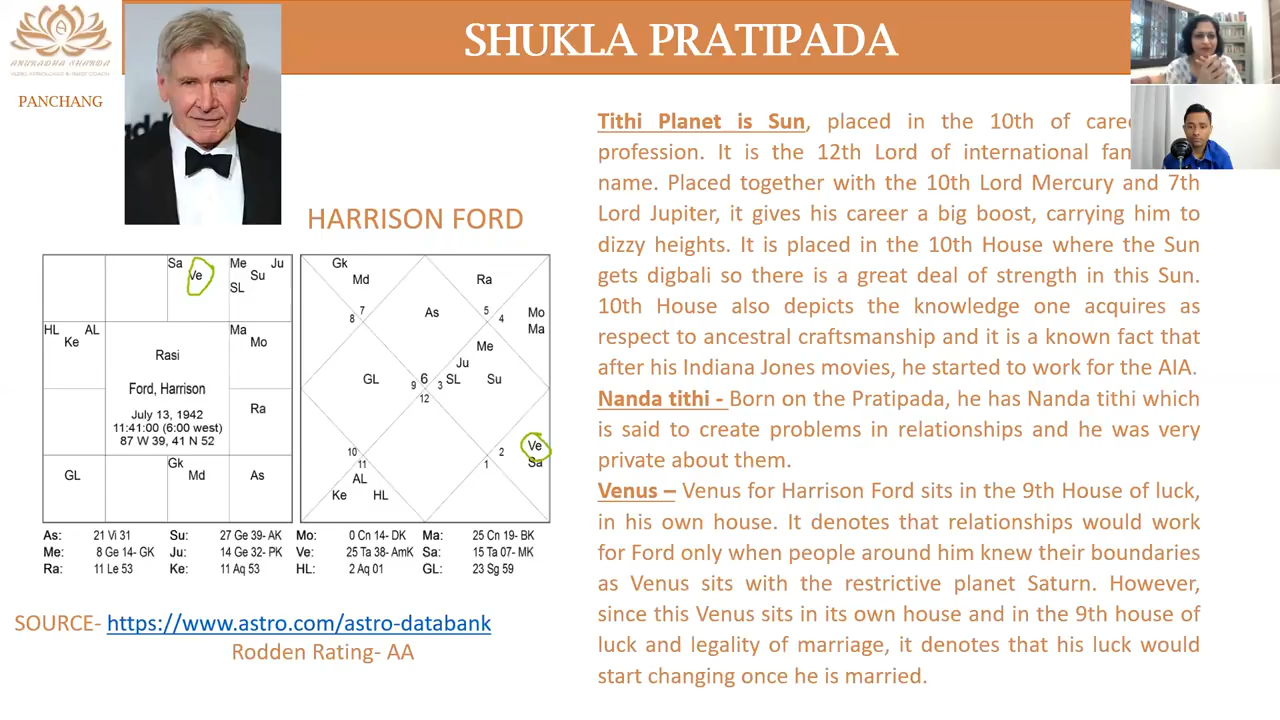 SHUKLA PRATIPADA
ANURADHA SHARDA
PANCHANG
HARRISON FORD
Sa Ve Me Ju
Su
SL
HL AL
Ke
Ma
Mo
Rasi
Ford, Harrison
July 13, 1942
11:41:00 (6:00 west)
87 W 39, 41 N 52
Ra
GL
Gk
Md
As
Gk
Md
Ra
As
7
8
5
4
Mo
Ma
Me
Ju
GL
9 6 3 SL Su
12
10
11
AL
Ke HL
2
1
Ve
Sa
As: 21 Vi 31 Su: 27 Ge 39- AK Mo: 0 Cn 14- DK Ma: 25 Cn 19- BK
Me: 8 Ge 14- GK Ju: 14 Ge 32- PK Ve: 25 Ta 38- AmK Sa: 15 Ta 07- MK
Ra: 11 Le 53 Ke: 11 Aq 53 HL: 2 Aq 01 GL: 23 Sg 59
SOURCE- https://www.astro.com/astro-databank
Rodden Rating- AA
Tithi Planet is Sun, placed in the 10th of
profession. It is the 12th Lord of international
name. Placed together with the 10th Lord Mercury and 7th
Lord Jupiter, it gives his career a big boost, carrying him to
dizzy heights. It is placed in the 10th House where the Sun
gets digbali so there is a great deal of strength in this Sun.
10th House also depicts the knowledge one acquires as
respect to ancestral craftsmanship and it is a known fact that
after his Indiana Jones movies, he started to work for the AIA.
Nanda tithi - Born on the Pratipada, he has Nanda tithi which
is said to create problems in relationships and he was very
private about them.
Venus – Venus for Harrison Ford sits in the 9th House of luck,
in his own house. It denotes that relationships would work
for Ford only when people around him knew their boundaries
as Venus sits with the restrictive planet Saturn. However,
since this Venus sits in its own house and in the 9th house of
luck and legality of marriage, it denotes that his luck would
start changing once he is married.